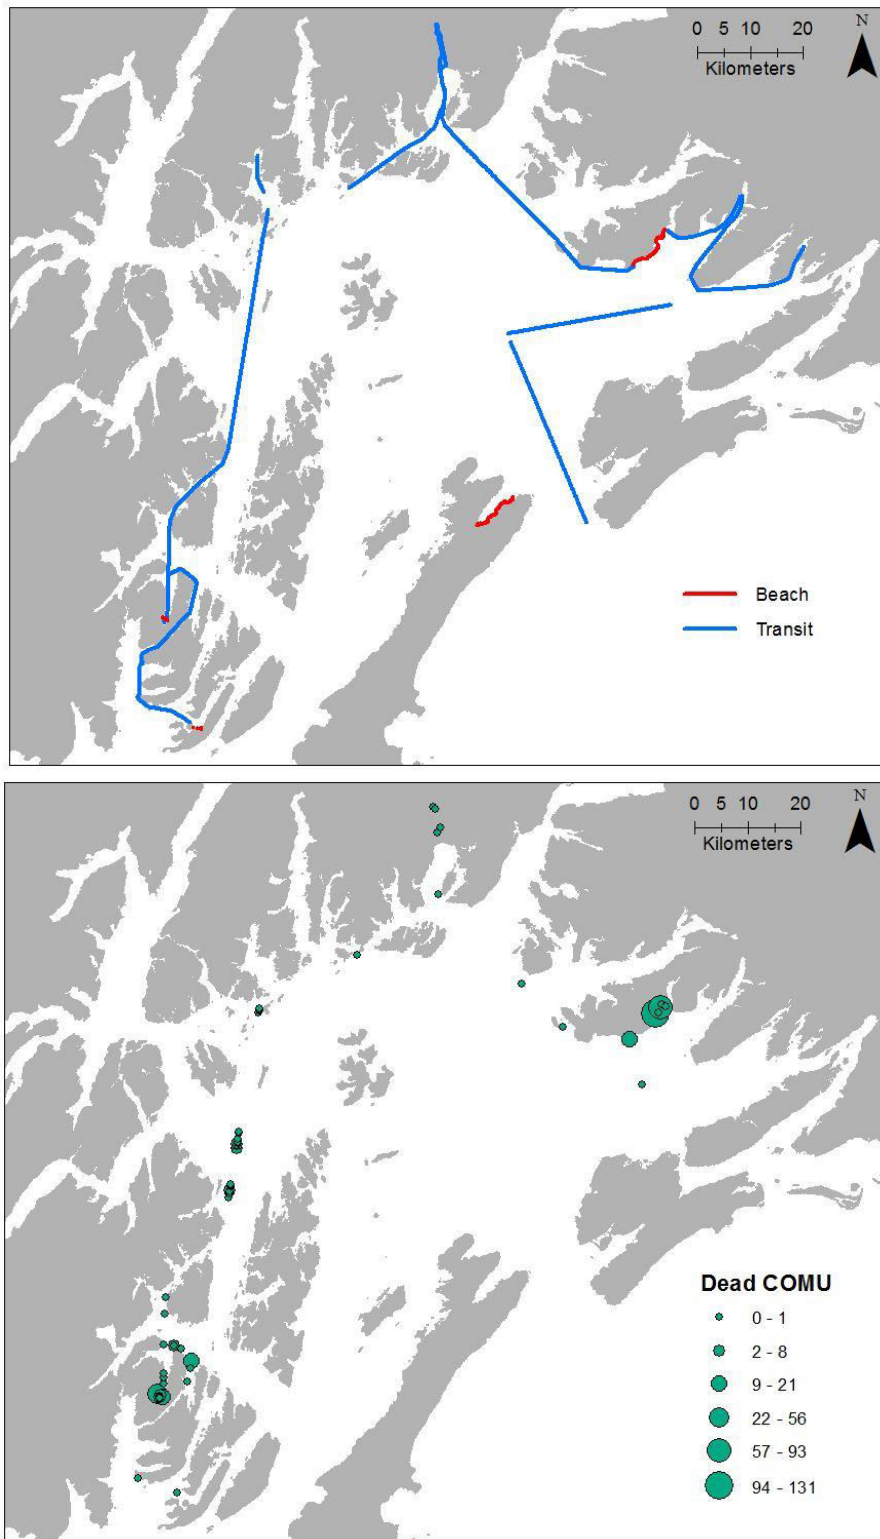 N
0 5 10 20
Kilometers
Beach
Transit
N
0 5 10 20
Kilometers
Dead COMU
0 - 1
2 - 8
9 - 21
22 - 56
57 - 93
94 - 131